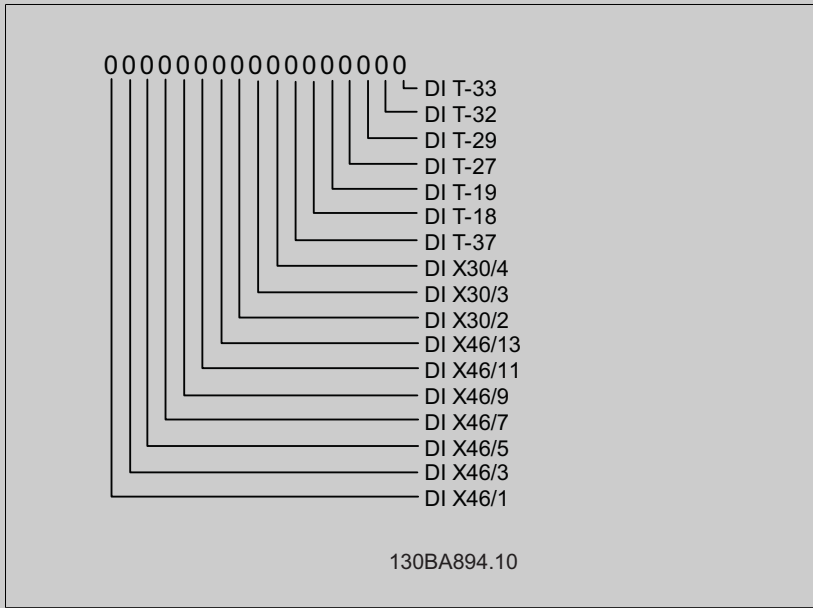 00000000000000000
DI T-33
DI T-32
DI T-29
DI T-27
DI T-19
DI T-18
DI T-37
DI X30/4
DI X30/3
DI X30/2
DI X46/13
DI X46/11
DI X46/9
DI X46/7
DI X46/5
DI X46/3
DI X46/1
130BA894.10